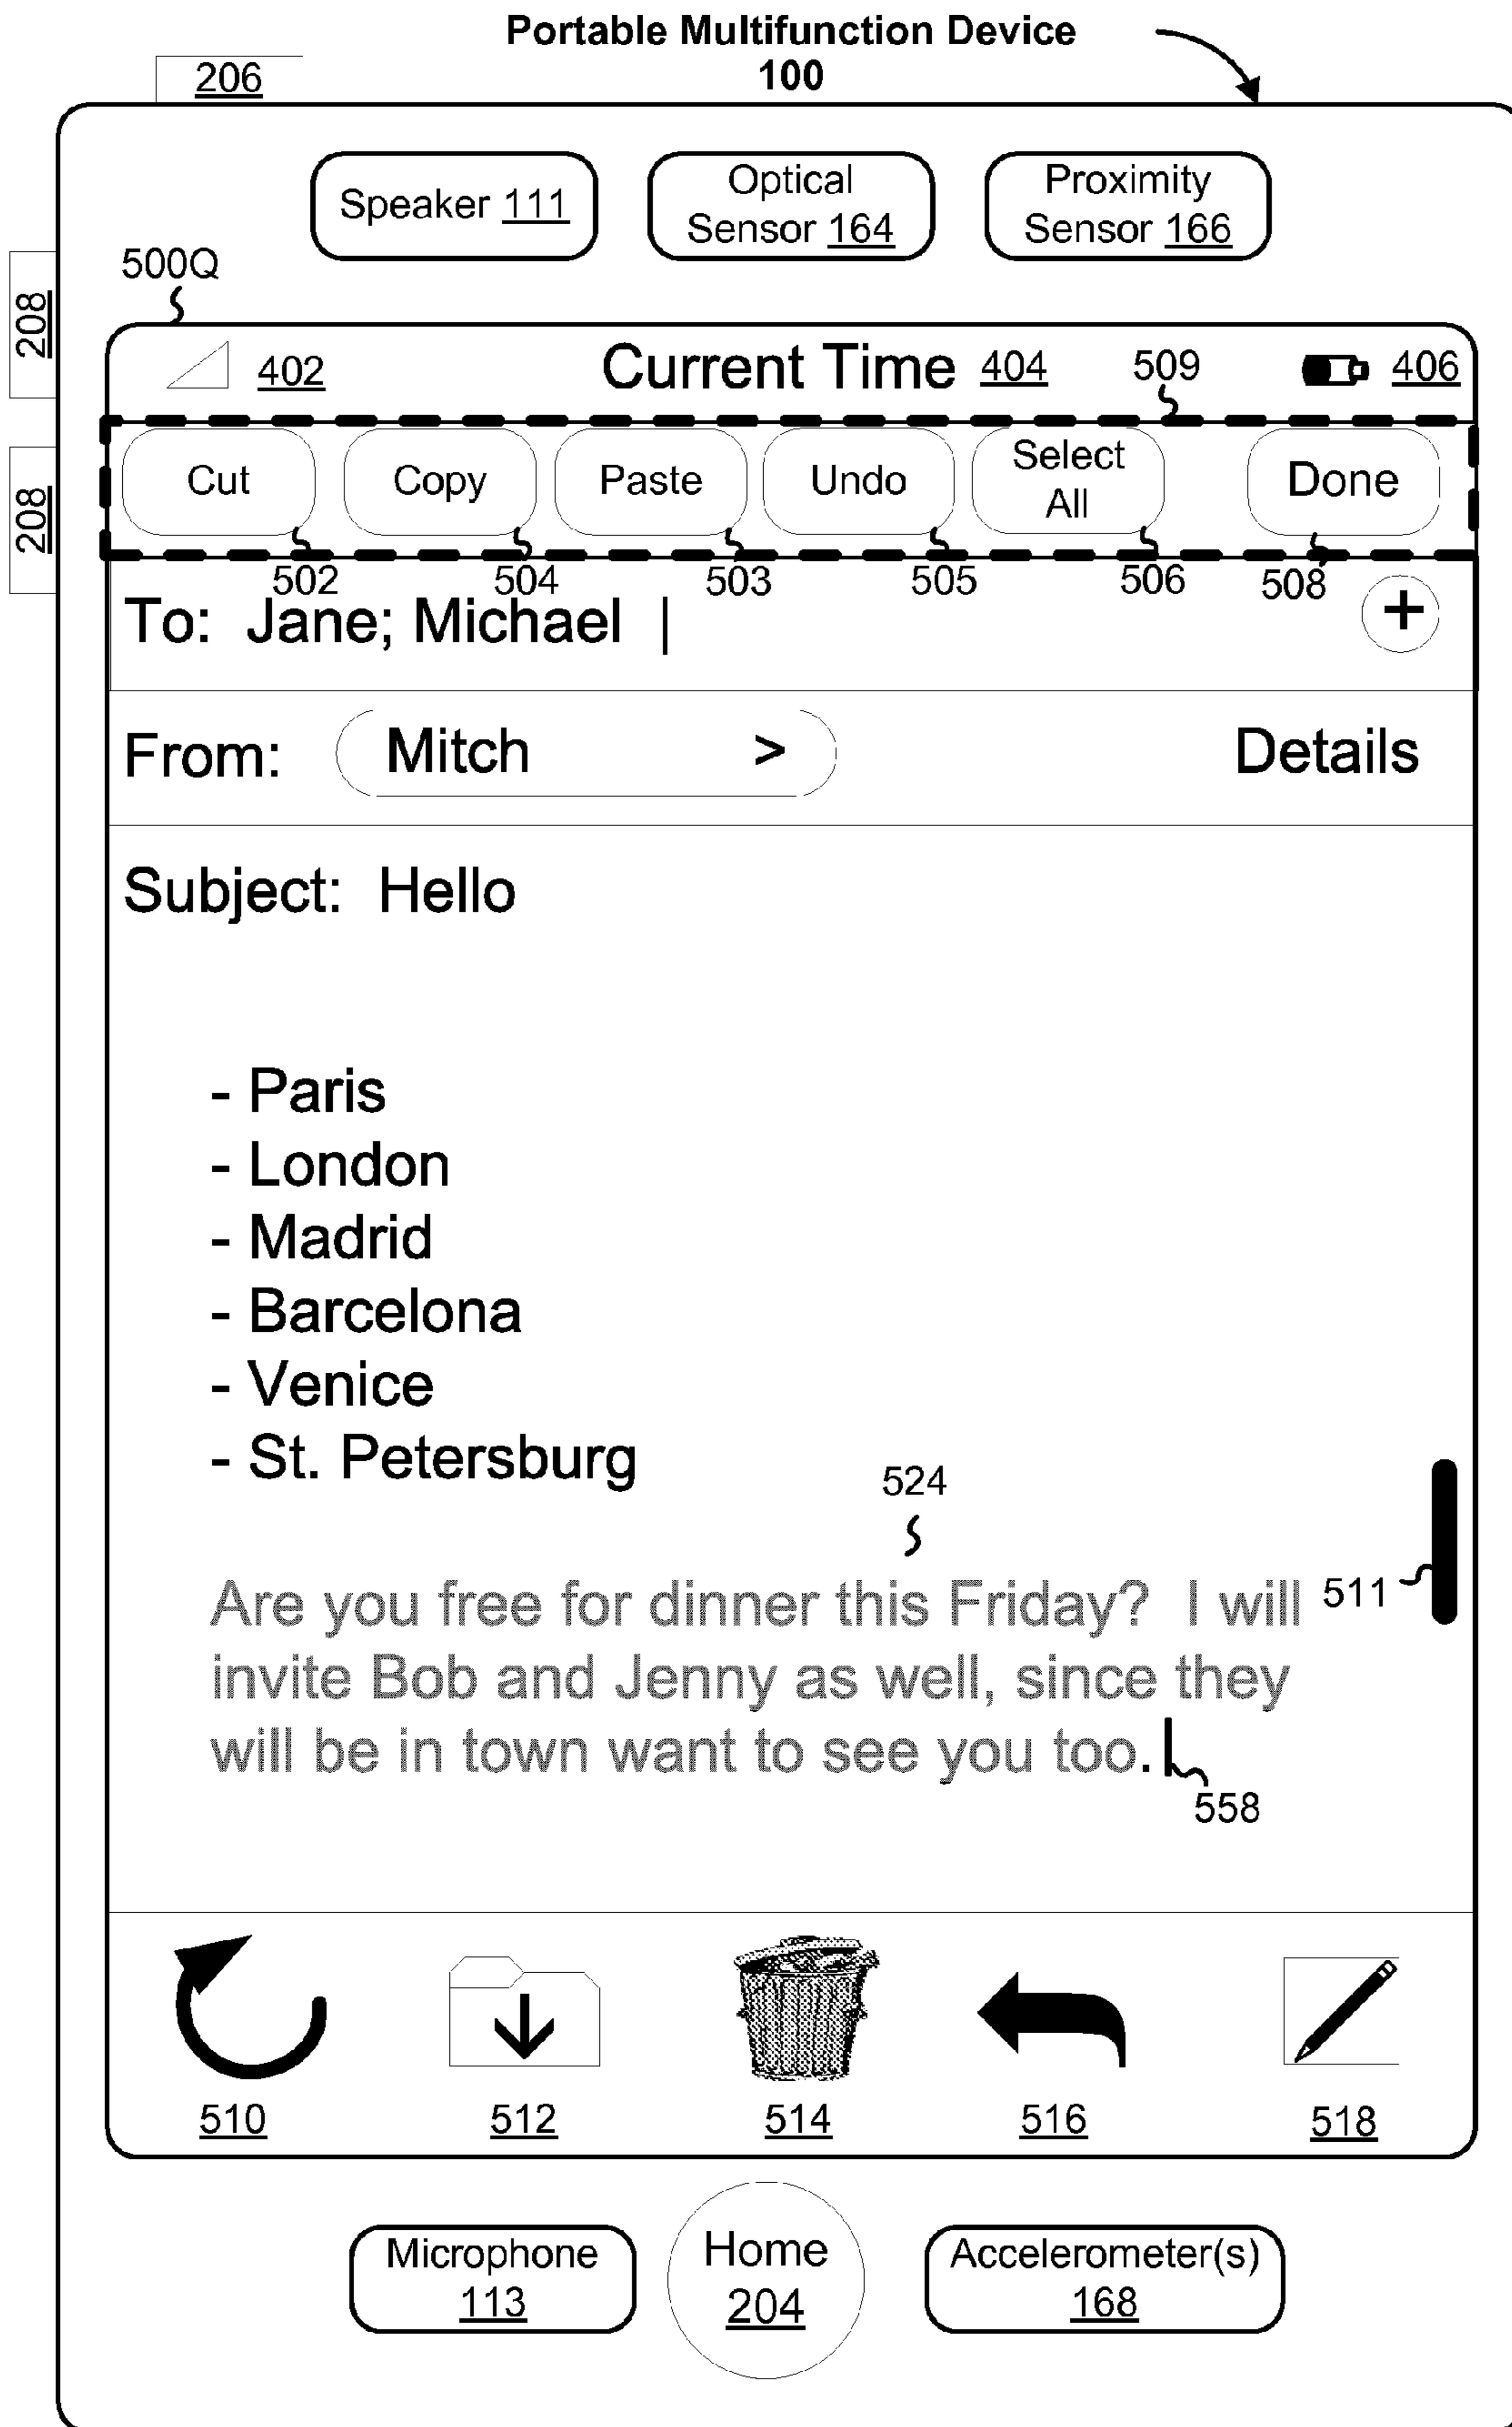 Portable Multifunction Device
100
206
Speaker 111
Optical
Sensor 164
Proximity
Sensor 166
500Q
208
208
402
Current Time 404
509
406
Cut
Copy
Paste
Undo
Select
All
Done
502
504
503
505
506
508
To: Jane; Michael
+
From: Mitch >
Details
Subject: Hello
- Paris
- London
- Madrid
- Barcelona
- Venice
- St. Petersburg
524
Are you free for dinner this Friday? I will
511
invite Bob and Jenny as well, since they
will be in town want to see you too.
558
510
512
514
516
518
Microphone
113
Home
204
Accelerometer(s)
168